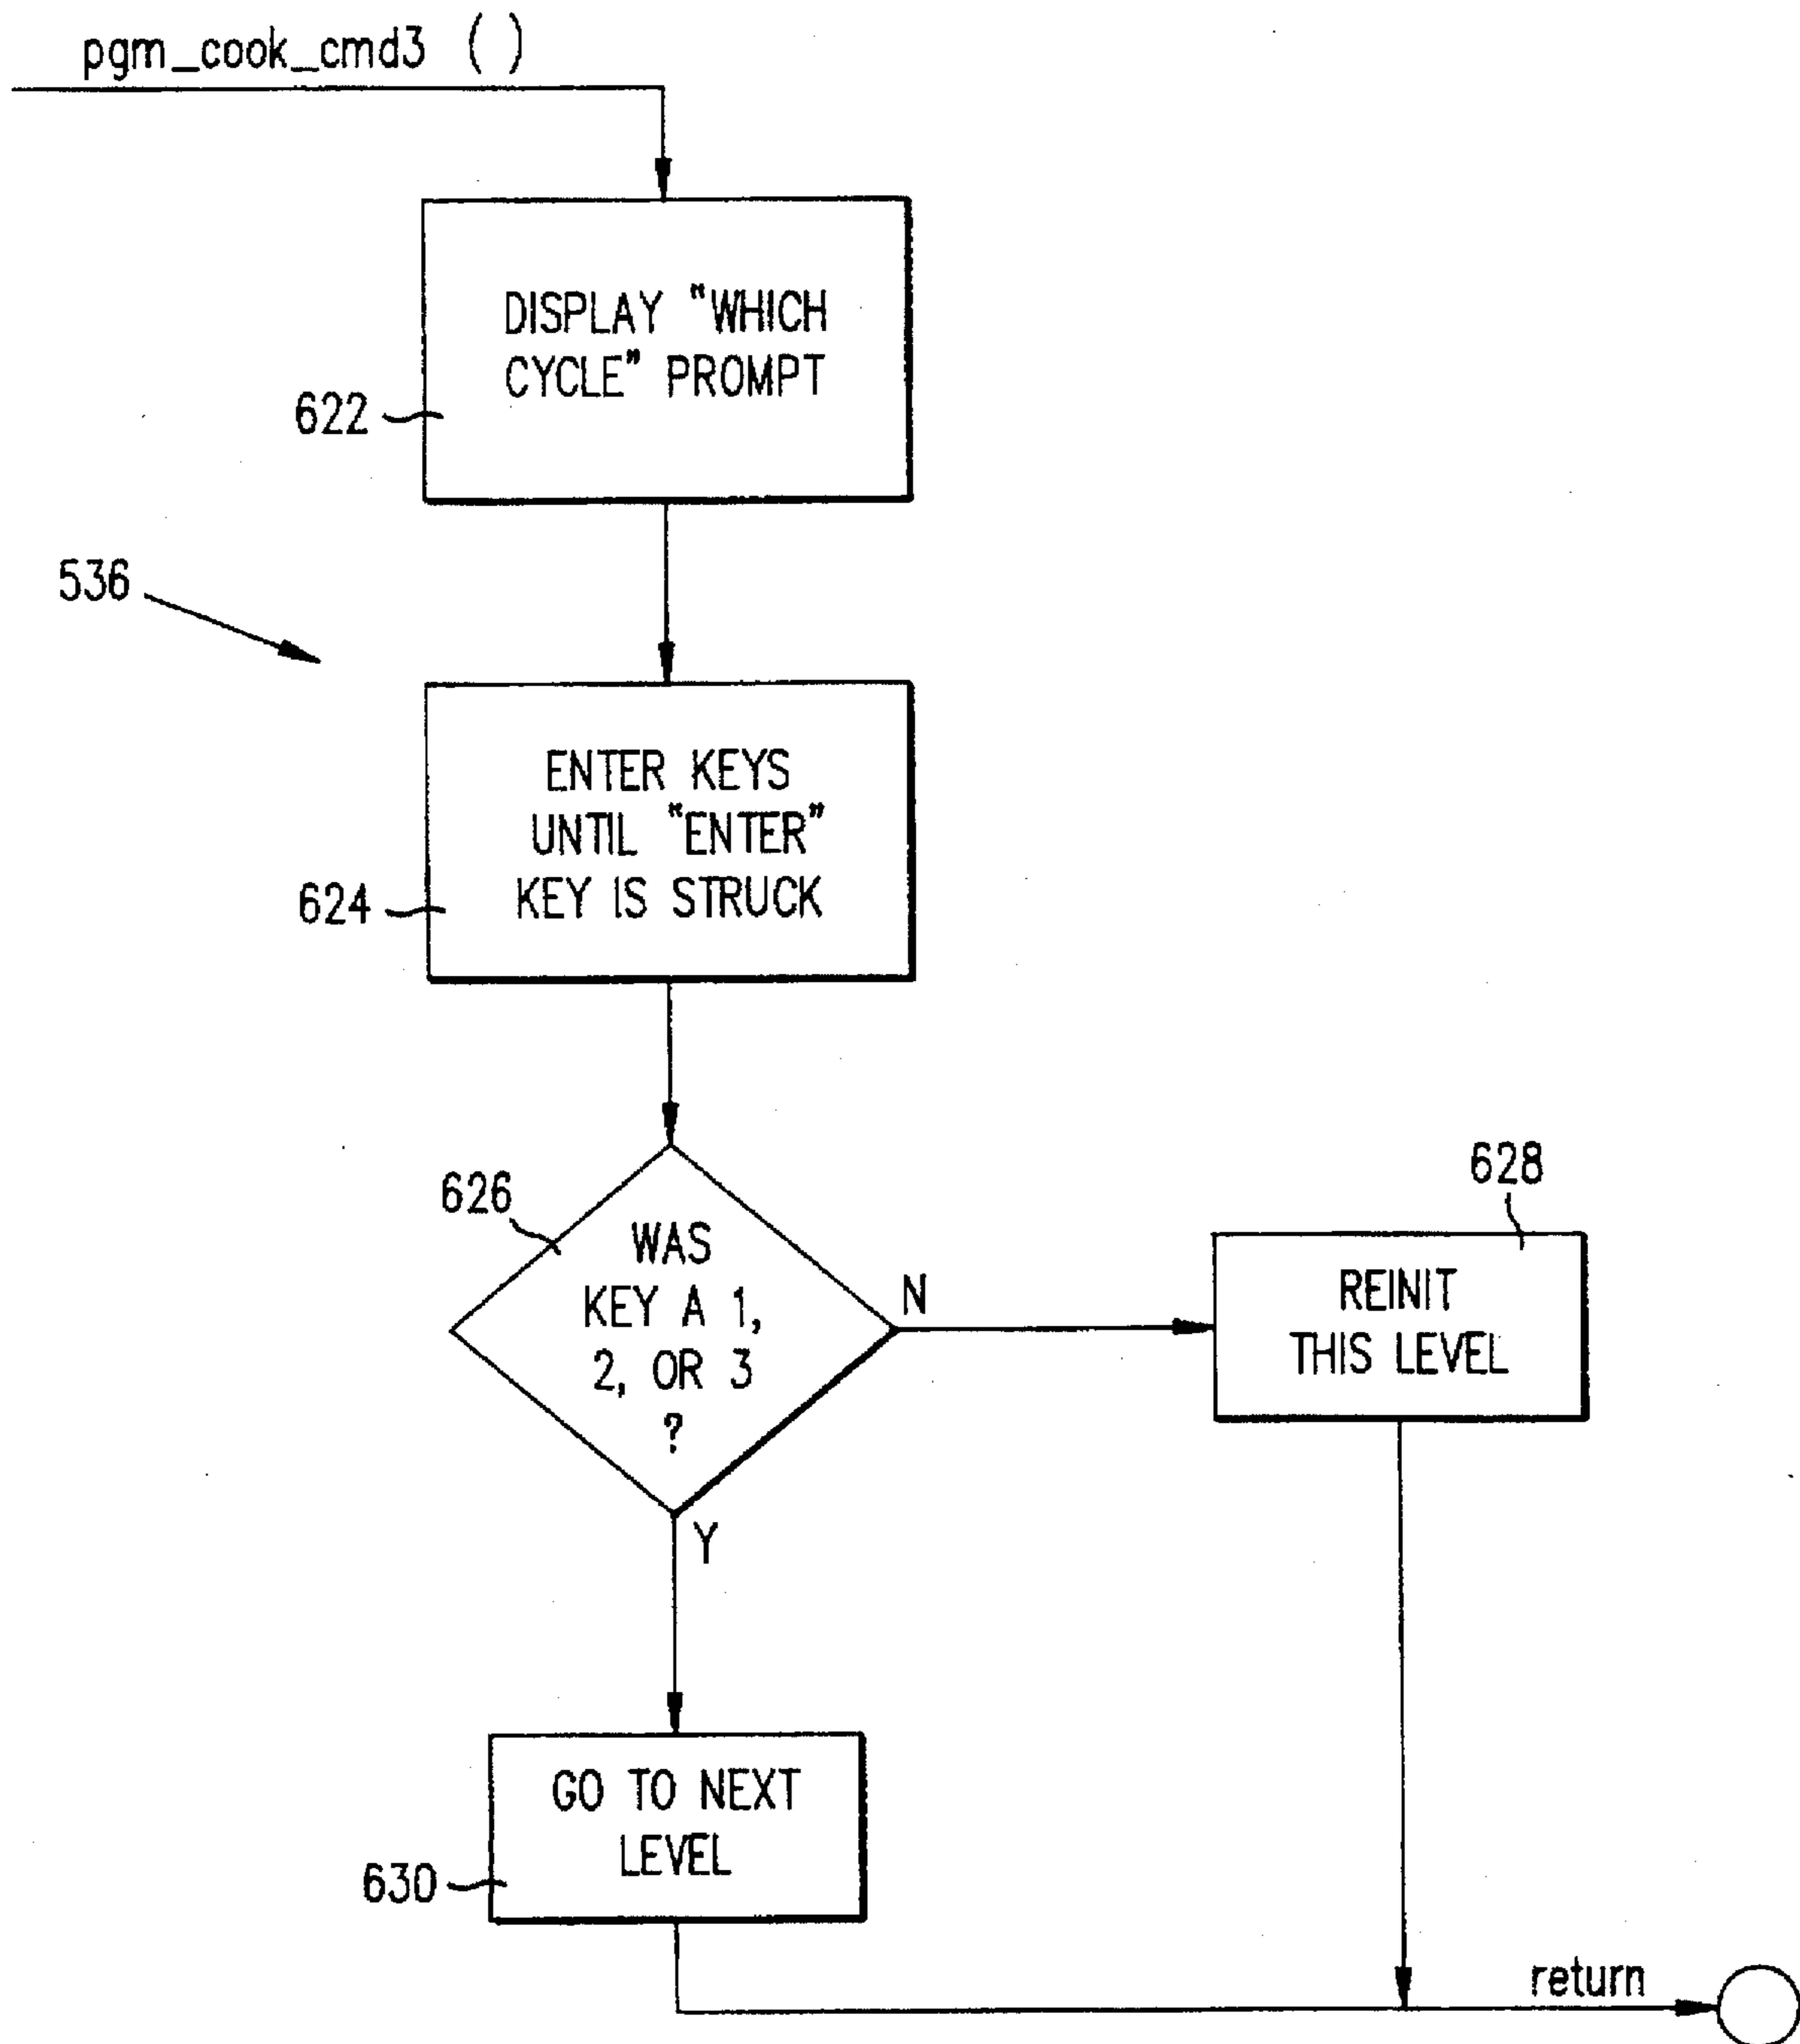 pgm_cook_cmd3 ( )
DISPLAY "WHICH
CYCLE" PROMPT
622
536
ENTER KEYS
UNTIL "ENTER"
KEY IS STRUCK
624
626
WAS
KEY A 1,
2, OR 3
?
N
628
REINIT
THIS LEVEL
Y
GO TO NEXT
LEVEL
630
return